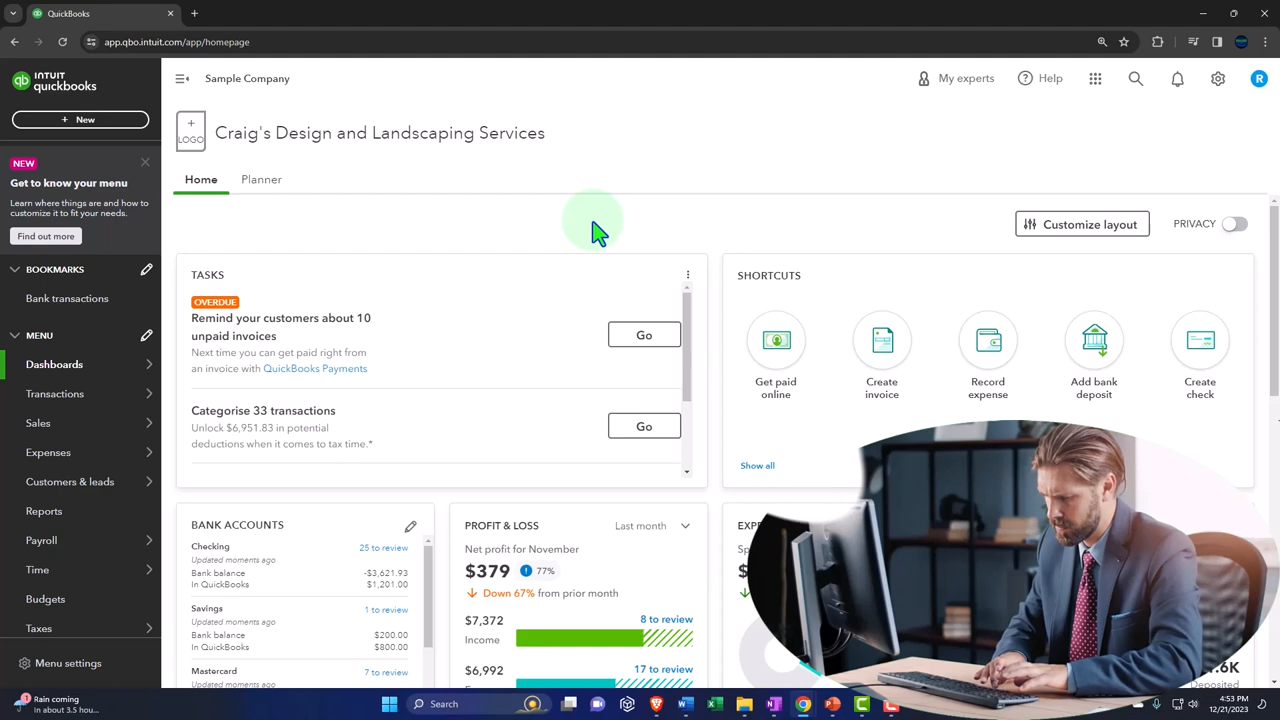 QuickBooks
app.qbo.intuit.com/app/homepage
INTUIT
quickbooks
Sample Company
My experts
Help
R
+ New
+
LOGO
Craig's Design and Landscaping Services
NEW
Get to know your menu
Learn where things are and how to
customize it to fit your needs.
Find out more
Home
Planner
Customize layout
PRIVACY
BOOKMARKS
Bank transactions
MENU
Dashboards
Transactions
Sales
Expenses
Customers & leads
Reports
Payroll
Time
Budgets
Taxes
Menu settings
TASKS
OVERDUE
Remind your customers about 10
unpaid invoices
Next time you can get paid right from
an invoice with QuickBooks Payments
Go
Categorise 33 transactions
Unlock $6,951.83 in potential
deductions when it comes to tax time.*
Go
SHORTCUTS
Get paid
online
Create
invoice
Record
expense
Add bank
deposit
Create
check
Show all
BANK ACCOUNTS
Checking
25 to review
Updated moments ago
Bank balance -$3,621.93
In QuickBooks $1,201.00
Savings
1 to review
Updated moments ago
Bank balance $200.00
In QuickBooks $800.00
Mastercard
7 to review
Updated moments ago
PROFIT & LOSS
Last month
Net profit for November
$379
77%
Down 67% from prior month
$7,372
8 to review
Income
$6,992
17 to review
Deposited
Rain coming
In about 3.5 hou...
Search
4:53 PM
12/21/2023